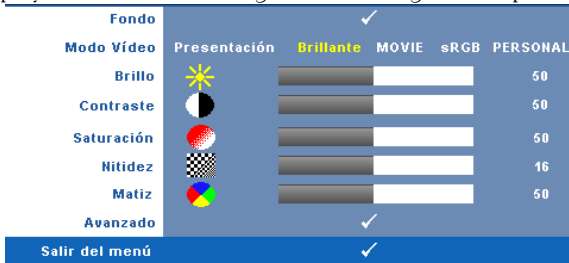 Fondo
Modo Vídeo Presentación Brillante MOVIE sRGB PERSONAL
Brillo 50
Contraste 50
Saturación 50
Nitidez 16
Matiz 50
Avanzado
Salir del menú